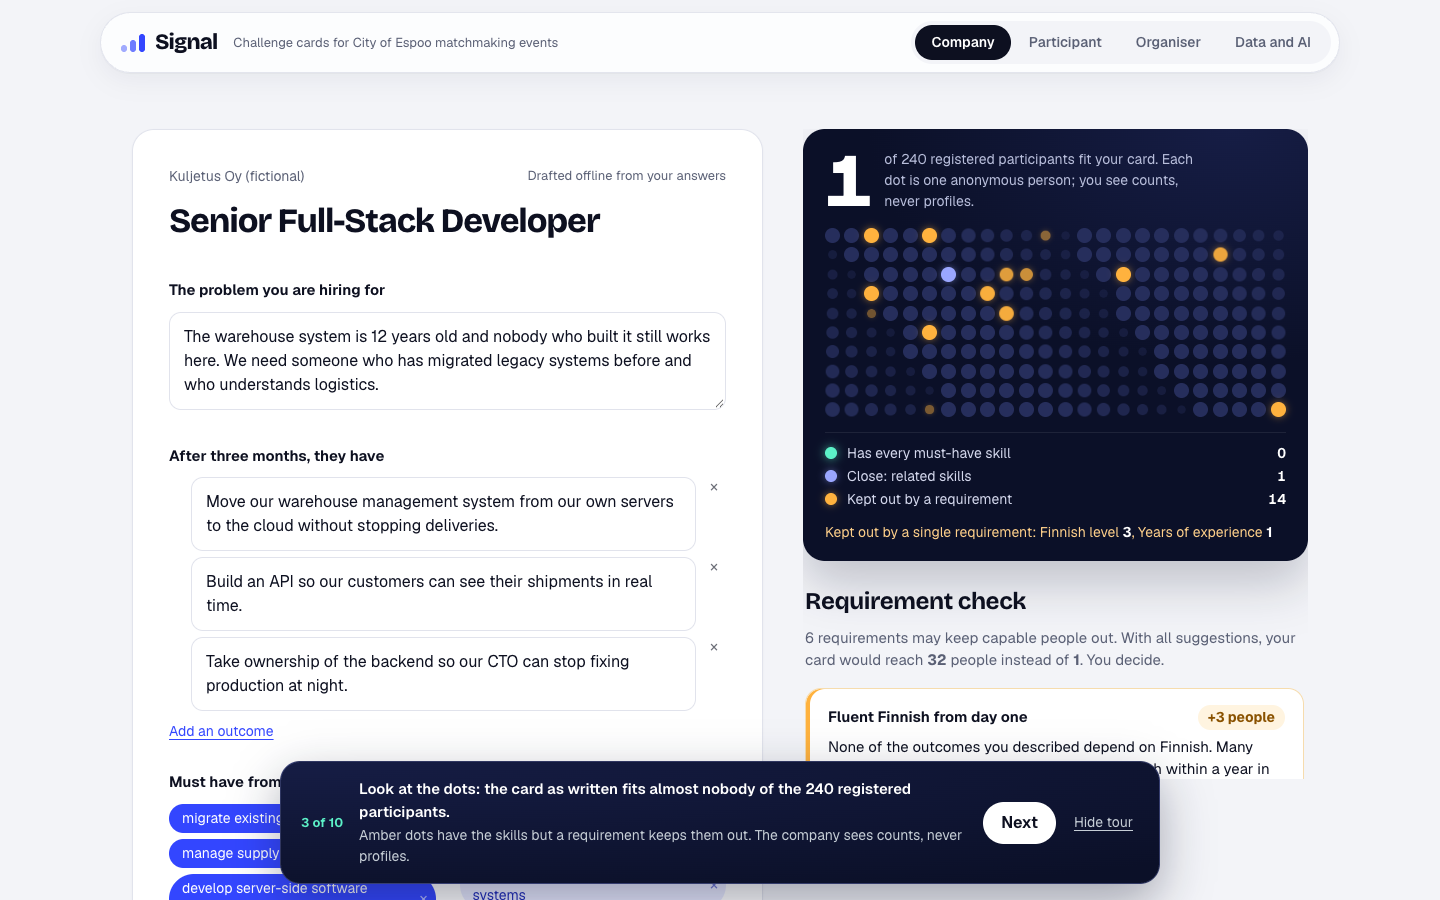 Signal
Challenge cards for City of Espoo matchmaking events
Company
Participant
Organiser
Data and AI
Kuljetus Oy (fictional)
Drafted offline from your answers
Senior Full-Stack Developer
The problem you are hiring for
The warehouse system is 12 years old and nobody who built it still works
here. We need someone who has migrated legacy systems before and
who understands logistics.
After three months, they have
Move our warehouse management system from our own servers
to the cloud without stopping deliveries.
×
Build an API so our customers can see their shipments in real
time.
×
Take ownership of the backend so our CTO can stop fixing
production at night.
×
Add an outcome
Must have from
migrate existing
manage supply
develop server-side software
×
systems
×
1
of 240 registered participants fit your card. Each
dot is one anonymous person; you see counts,
never profiles.
Has every must-have skill 0
Close: related skills 1
Kept out by a requirement 14
Kept out by a single requirement: Finnish level 3, Years of experience 1
Requirement check
6 requirements may keep capable people out. With all suggestions, your
card would reach 32 people instead of 1. You decide.
Fluent Finnish from day one
+3 people
None of the outcomes you described depend on Finnish. Many
within a year in
3 of 10
Look at the dots: the card as written fits almost nobody of the 240 registered
participants.
Amber dots have the skills but a requirement keeps them out. The company sees counts, never
profiles.
Next
Hide tour